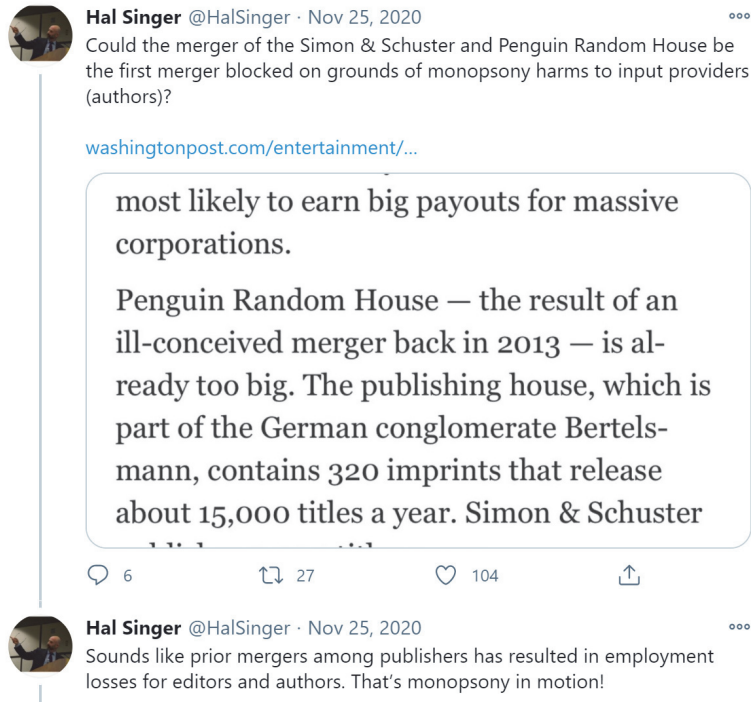 Hal Singer @HalSinger · Nov 25, 2020
Could the merger of the Simon & Schuster and Penguin Random House be
the first merger blocked on grounds of monopsony harms to input providers
(authors)?
washingtonpost.com/entertainment/...
most likely to earn big payouts for massive
corporations.
Penguin Random House — the result of an
ill-conceived merger back in 2013 — is al-
ready too big. The publishing house, which is
part of the German conglomerate Bertels-
mann, contains 320 imprints that release
about 15,000 titles a year. Simon & Schuster
6 27 104
Hal Singer @HalSinger · Nov 25, 2020
Sounds like prior mergers among publishers has resulted in employment
losses for editors and authors. That's monopsony in motion!